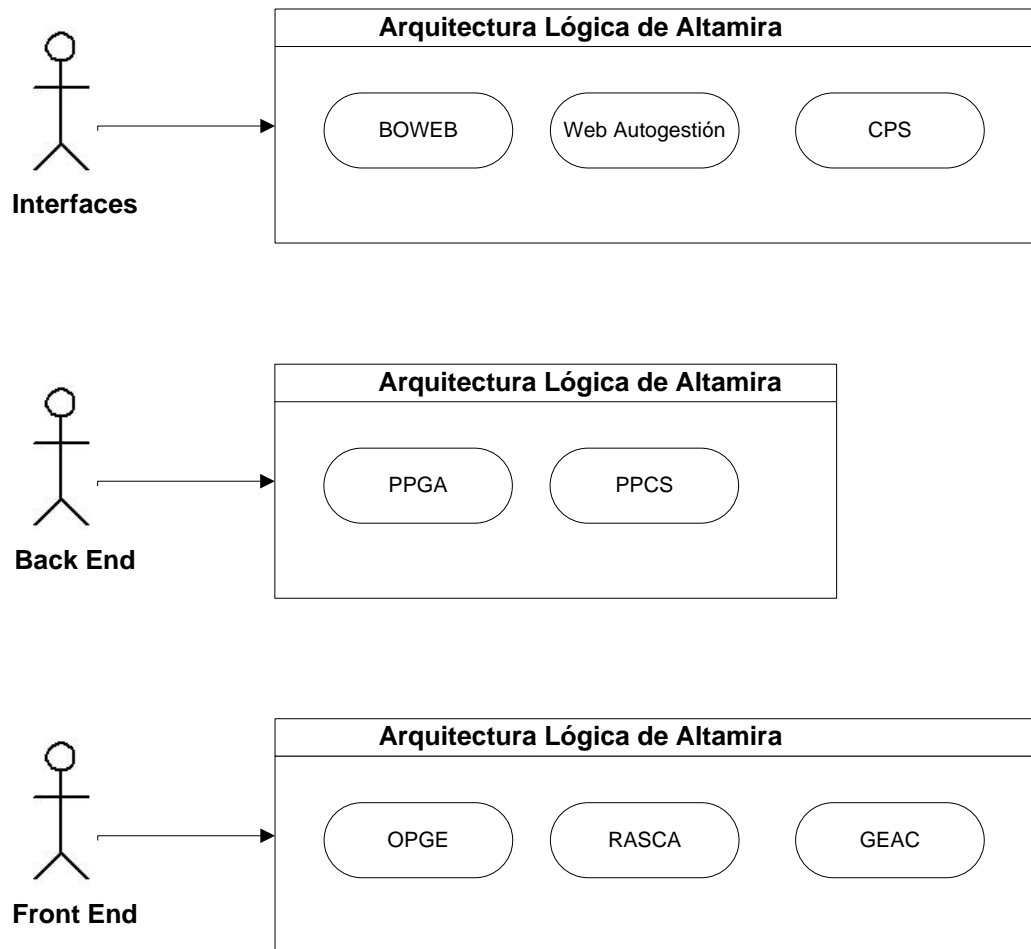 Arquitectura Lógica de Altamira
BOWEB
Web Autogestión
CPS
Interfaces
Arquitectura Lógica de Altamira
PPGA
PPCS
Back End
Arquitectura Lógica de Altamira
OPGE
RASCA
GEAC
Front End